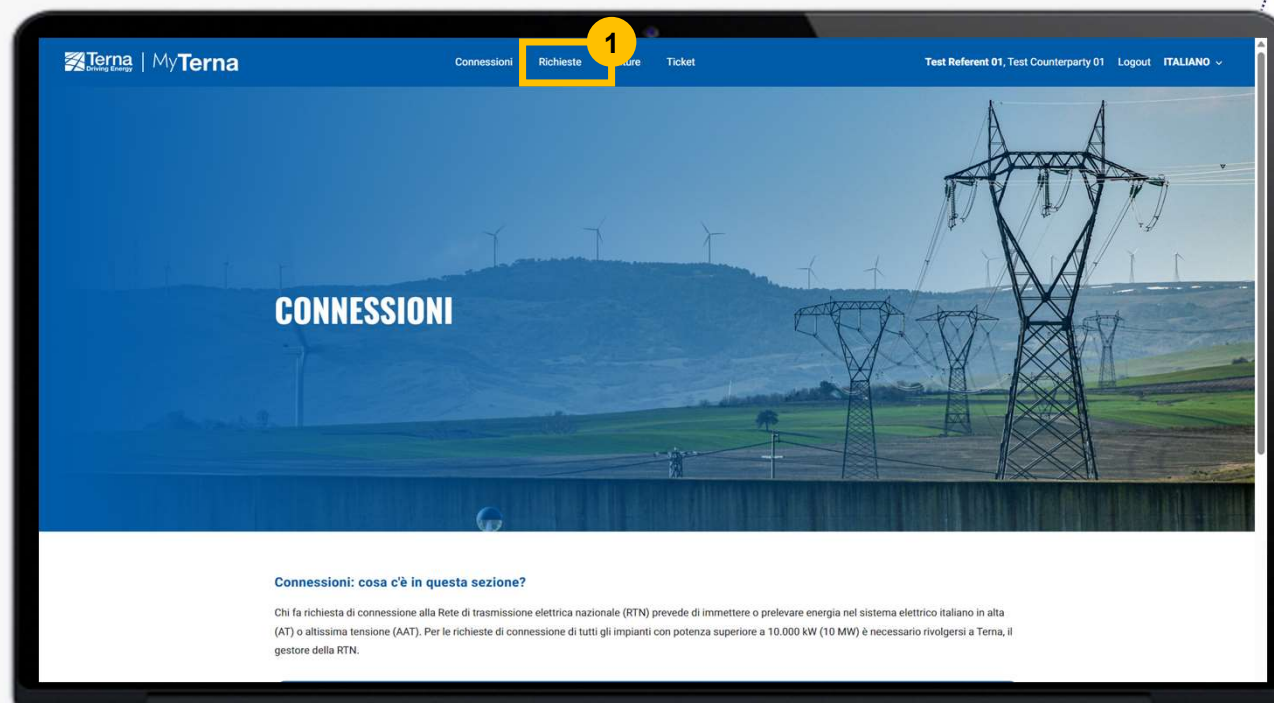 1
Terna
Driving Energy
MyTerna
Connessioni Richieste Ticket
Test Referent 01, Test Counterparty 01 Logout ITALIANO
CONNESSIONI
Connessioni: cosa c'è in questa sezione?
Chi fa richiesta di connessione alla Rete di trasmissione elettrica nazionale (RTN) prevede di immettere o prelevare energia nel sistema elettrico italiano in alta
(AT) o altissima tensione (AAT). Per le richieste di connessione di tutti gli impianti con potenza superiore a 10.000 kW (10 MW) è necessario rivolgersi a Terna, il
gestore della RTN.